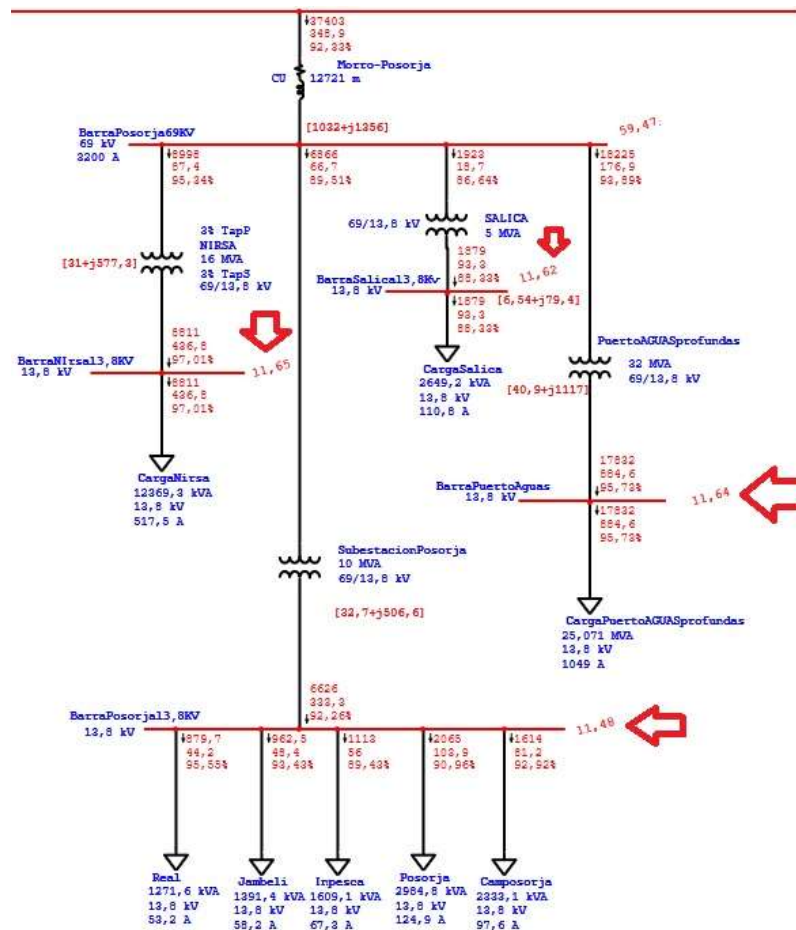 37403
348,9
92,33%
Morro-Posorja
CU 12721 m
[1032+j1356]
BarraPosorja69KV
69 kV
3200 A
59,47
8998
87,4
95,34%
6866
66,7
89,51%
1923
18,7
86,64%
18225
176,9
93,89%
3% TapP
NIRSA
16 MVA
3% TapS
69/13,8 kV
[31+j577,3]
69/13,8 kV
SALICA
5 MVA
1879
93,3
88,33%
11,62
BarraSalica13,8Kv
13,8 kV
[6,54+j79,4]
1879
93,3
88,33%
CargaSalica
2649,2 kVA
13,8 kV
110,8 A
PuertoAGUASprofundas
32 MVA
69/13,8 kV
[40,9+j1117]
8811
436,8
97,01%
BarraNIrsa13,8KV
13,8 kV
11,65
8811
436,8
97,01%
CargaNirsa
12369,3 kVA
13,8 kV
517,5 A
17832
884,6
95,73%
BarraPuertoAguas
13,8 kV
11,64
17832
884,6
95,73%
CargaPuertoAGUASprofundas
25,071 MVA
13,8 kV
1049 A
SubestacionPosorja
10 MVA
69/13,8 kV
[32,7+j506,6]
6626
333,3
92,26%
BarraPosorja13,8KV
13,8 kV
11,48
879,7
44,2
95,55%
962,5
48,4
93,43%
1113
56
89,43%
2065
103,9
90,96%
1614
81,2
92,92%
Real
1271,6 kVA
13,8 kV
53,2 A
Jambeli
1391,4 kVA
13,8 kV
58,2 A
Inpesca
1609,1 kVA
13,8 kV
67,3 A
Posorja
2984,8 kVA
13,8 kV
124,9 A
Camposorja
2333,1 kVA
13,8 kV
97,6 A